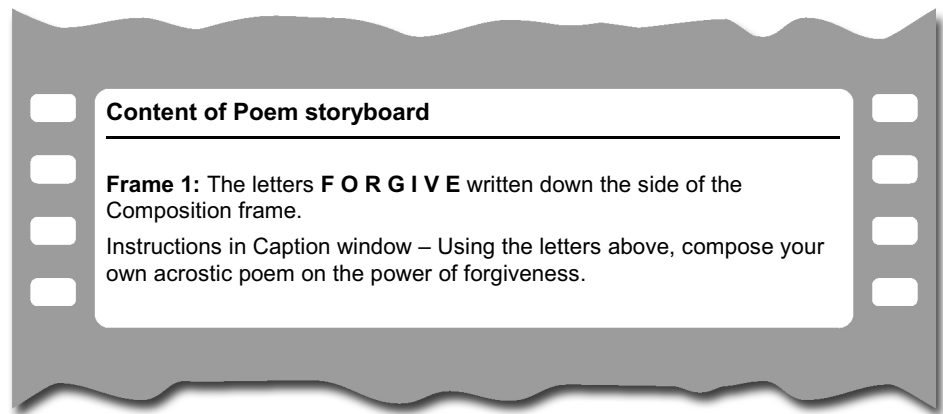 Content of Poem storyboard
Frame 1: The letters F O R G I V E written down the side of the
Composition frame.
Instructions in Caption window – Using the letters above, compose your
own acrostic poem on the power of forgiveness.